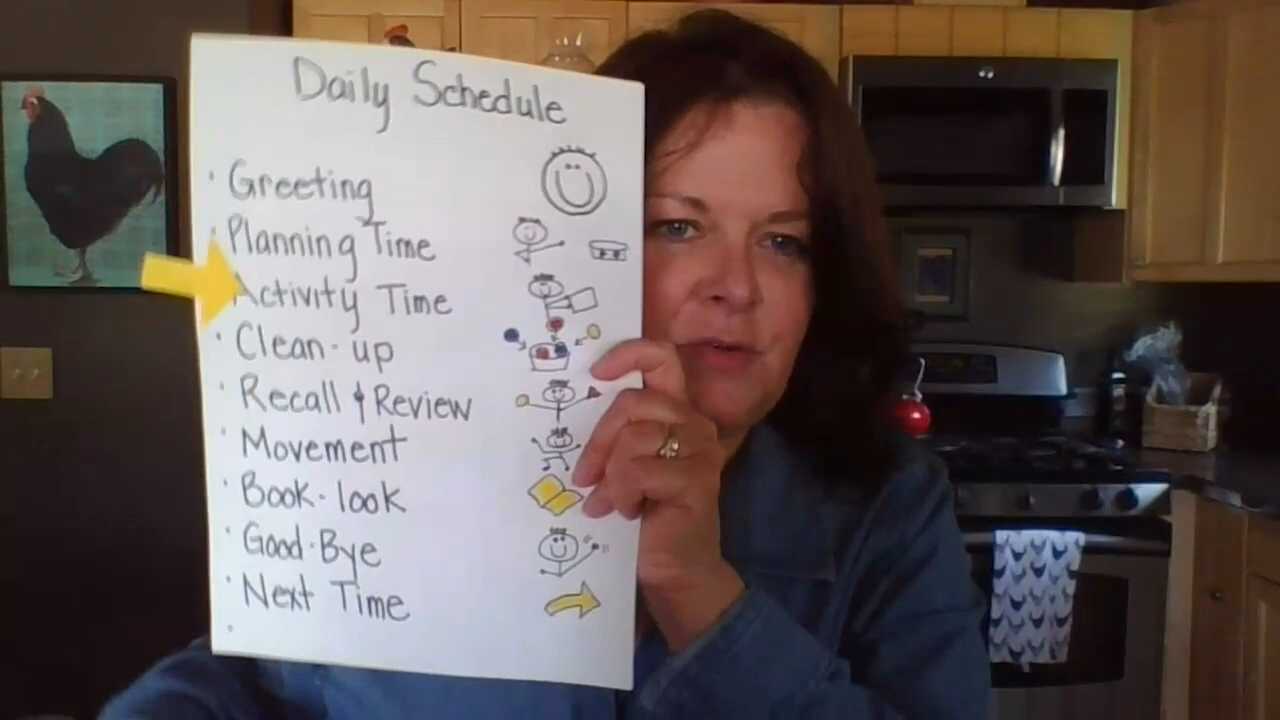 Daily Schedule
· Greeting
· Planning Time
Activity Time
· Clean-up
· Recall & Review
· Movement
· Book-look
· Good-Bye
· Next Time
·